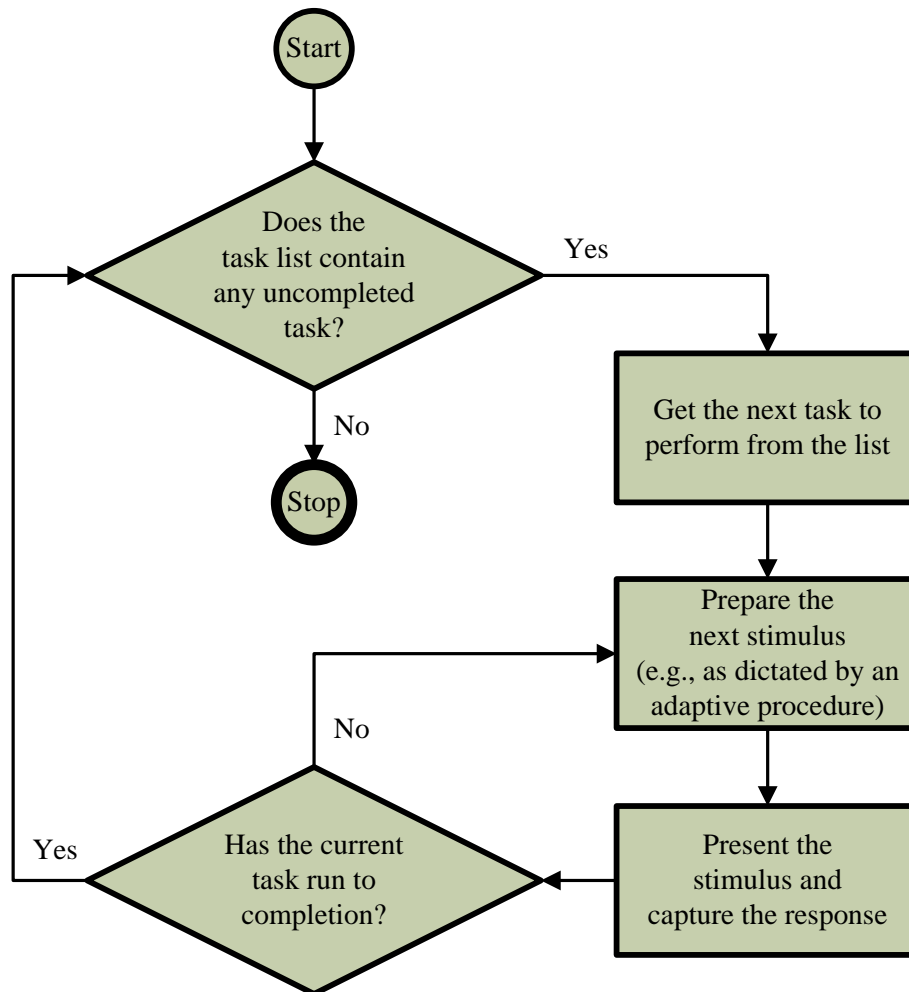 Start
Does the
task list contain
any uncompleted
task?
Yes
Get the next task to
perform from the list
No
Stop
Prepare the
next stimulus
(e.g., as dictated by an
adaptive procedure)
No
Present the
stimulus and
capture the response
Has the current
task run to
completion?
Yes